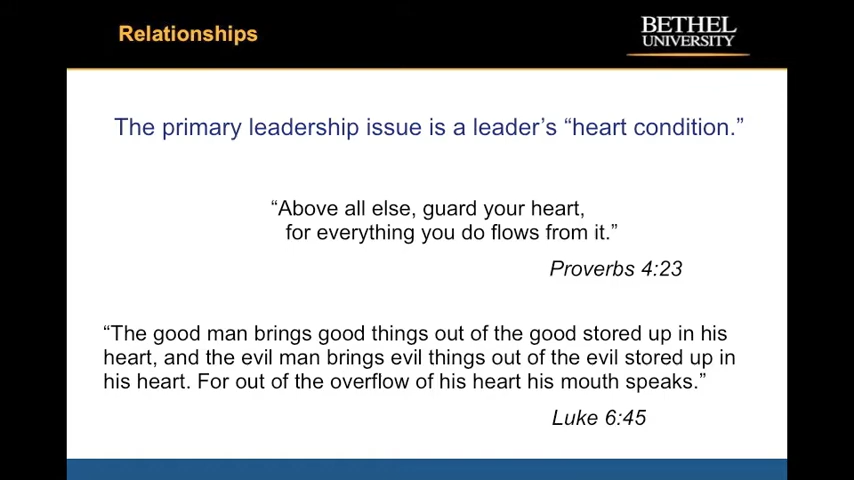 Relationships
BETHEL
UNIVERSITY
The primary leadership issue is a leader’s “heart condition.”
“Above all else, guard your heart,
for everything you do flows from it.”
Proverbs 4:23
“The good man brings good things out of the good stored up in his
heart, and the evil man brings evil things out of the evil stored up in
his heart. For out of the overflow of his heart his mouth speaks.”
Luke 6:45